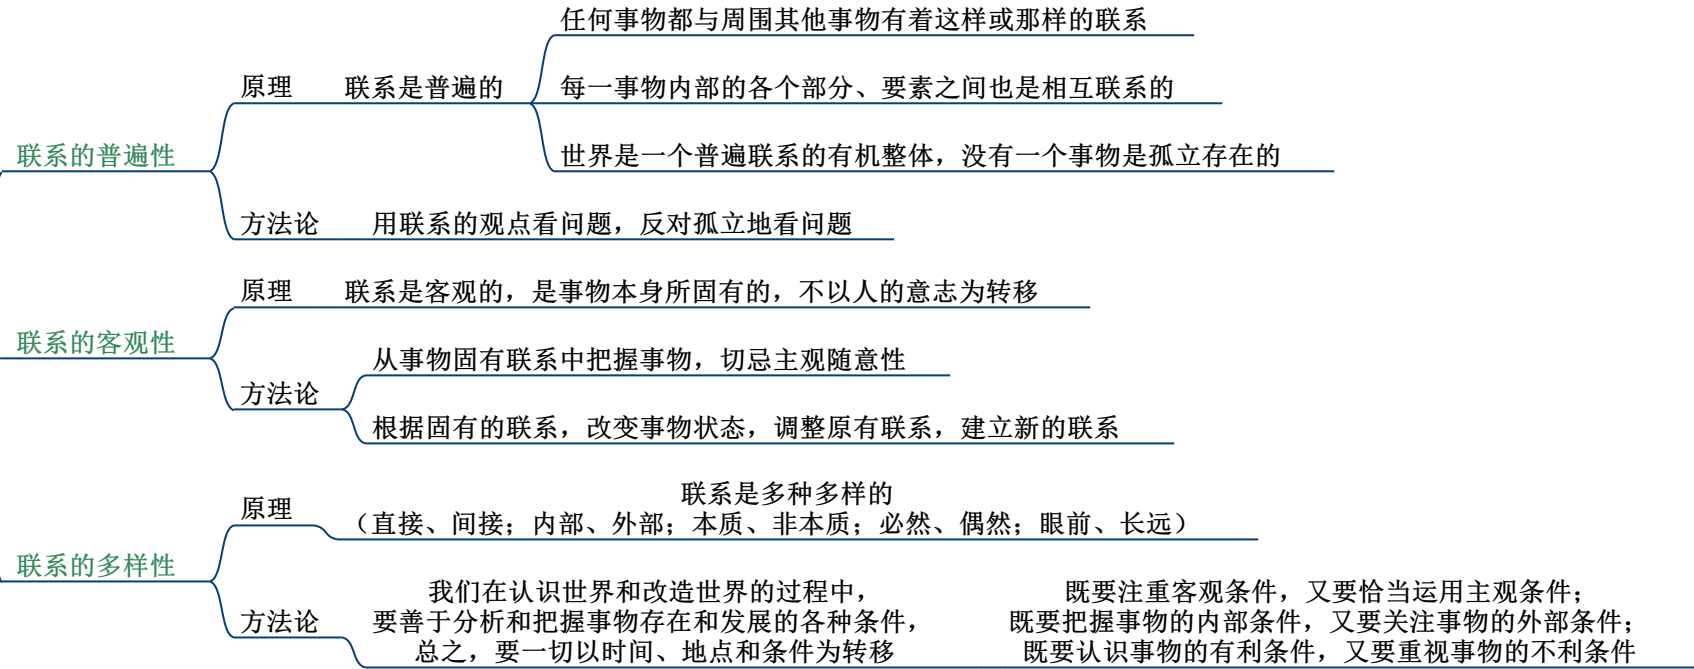 任何事物都与周围其他事物有着这样或那样的联系
原理
联系是普遍的
每一事物内部的各个部分、要素之间也是相互联系的
联系的普遍性
世界是一个普遍联系的有机整体，没有一个事物是孤立存在的
方法论
用联系的观点看问题，反对孤立地看问题
原理
联系是客观的，是事物本身所固有的，不以人的意志为转移
联系的客观性
从事物固有联系中把握事物，切忌主观随意性
方法论
根据固有的联系，改变事物状态，调整原有联系，建立新的联系
原理
联系是多种多样的
（直接、间接；内部、外部；本质、非本质；必然、偶然；眼前、长远）
联系的多样性
方法论
我们在认识世界和改造世界的过程中，
要善于分析和把握事物存在和发展的各种条件，
总之，要一切以时间、地点和条件为转移
既要注重客观条件，又要恰当运用主观条件；
既要把握事物的内部条件，又要关注事物的外部条件；
既要认识事物的有利条件，又要重视事物的不利条件